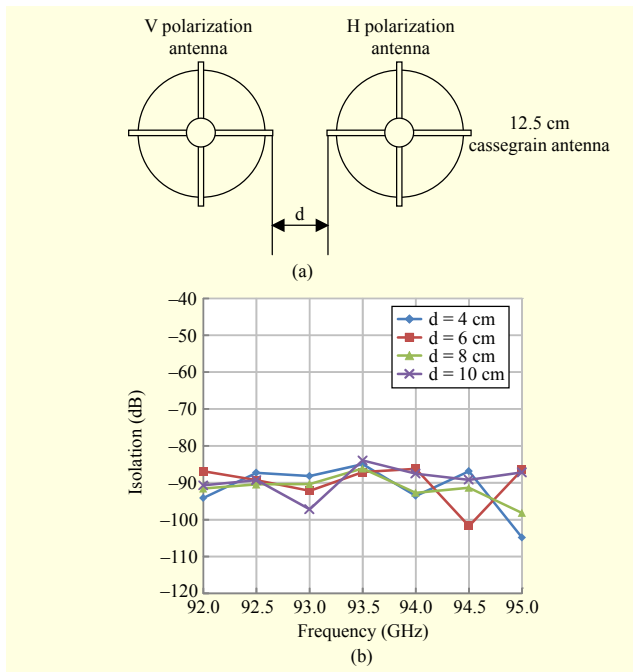 V polarization
antenna
H polarization
antenna
12.5 cm
cassegrain antenna
d
(a)
–40
–50
–60
–70
–80
–90
–100
–110
–120
Isolation (dB)
d = 4 cm
d = 6 cm
d = 8 cm
d = 10 cm
92.0 92.5 93.0 93.5 94.0 94.5 95.0
Frequency (GHz)
(b)